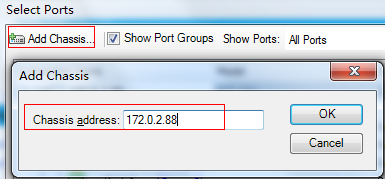 Select Ports
Add Chassis... Show Port Groups Show Ports: All Ports
Add Chassis
Chassis address: 172.0.2.88
OK
Cancel